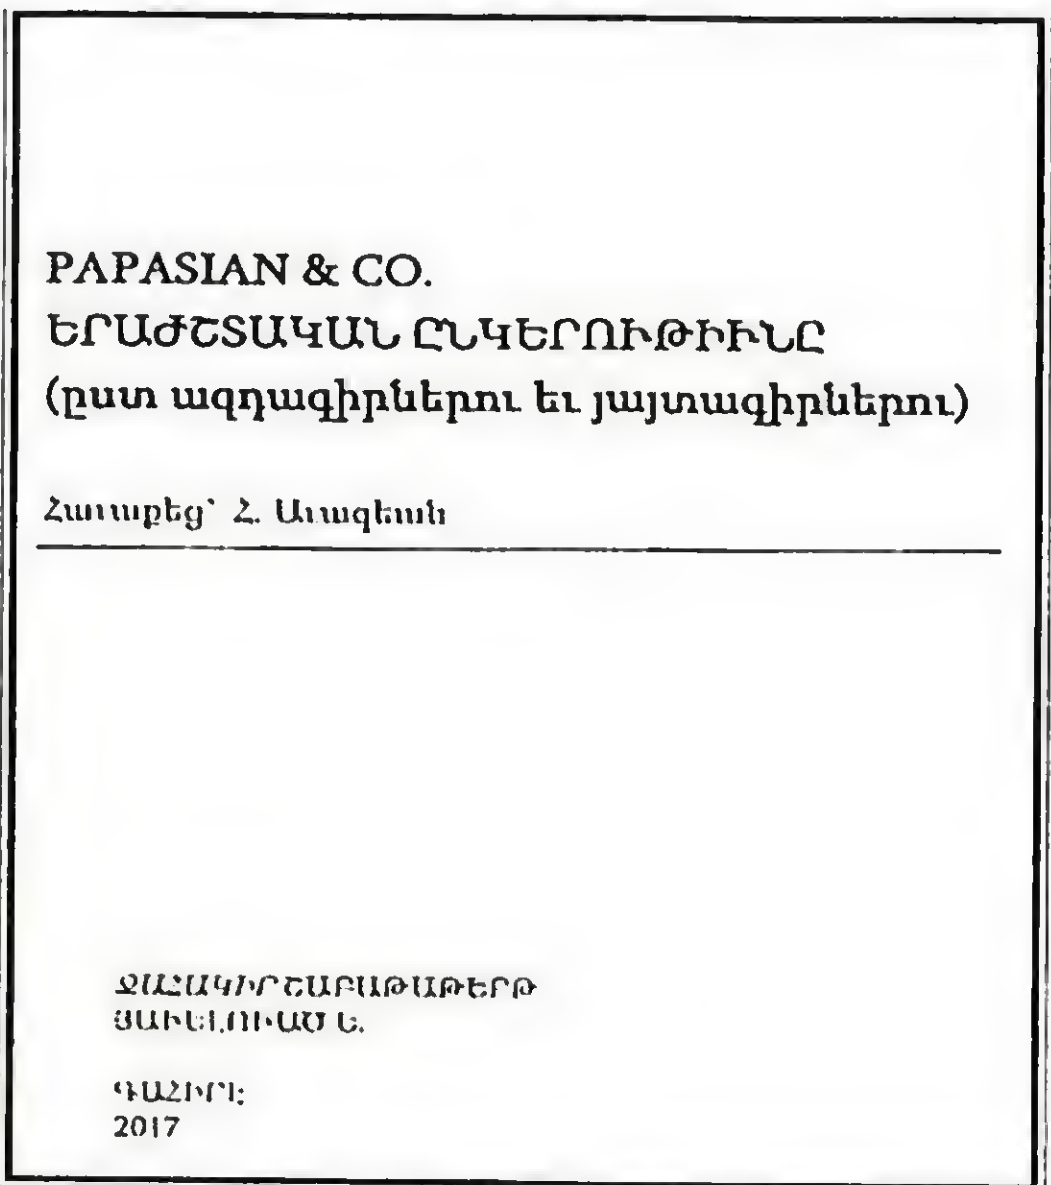 PAPASIAN & CO.
ԵՐԱԺՇՏԱԿԱՆ ԸՆԿԵՐՈՒԹԻՒՆԸ
(ըստ ազդագիրներու եւ յայտագիրներու)
Հաւաքեց՝ Հ. Աւագեան
ՋԱՀԱԿԻՐ ՇԱԲԱԹԱԹԵՐԹ
ՅԱՒԵԼՈՒԱԾ Ե.
ԳԱՀԻՐԷ
2017